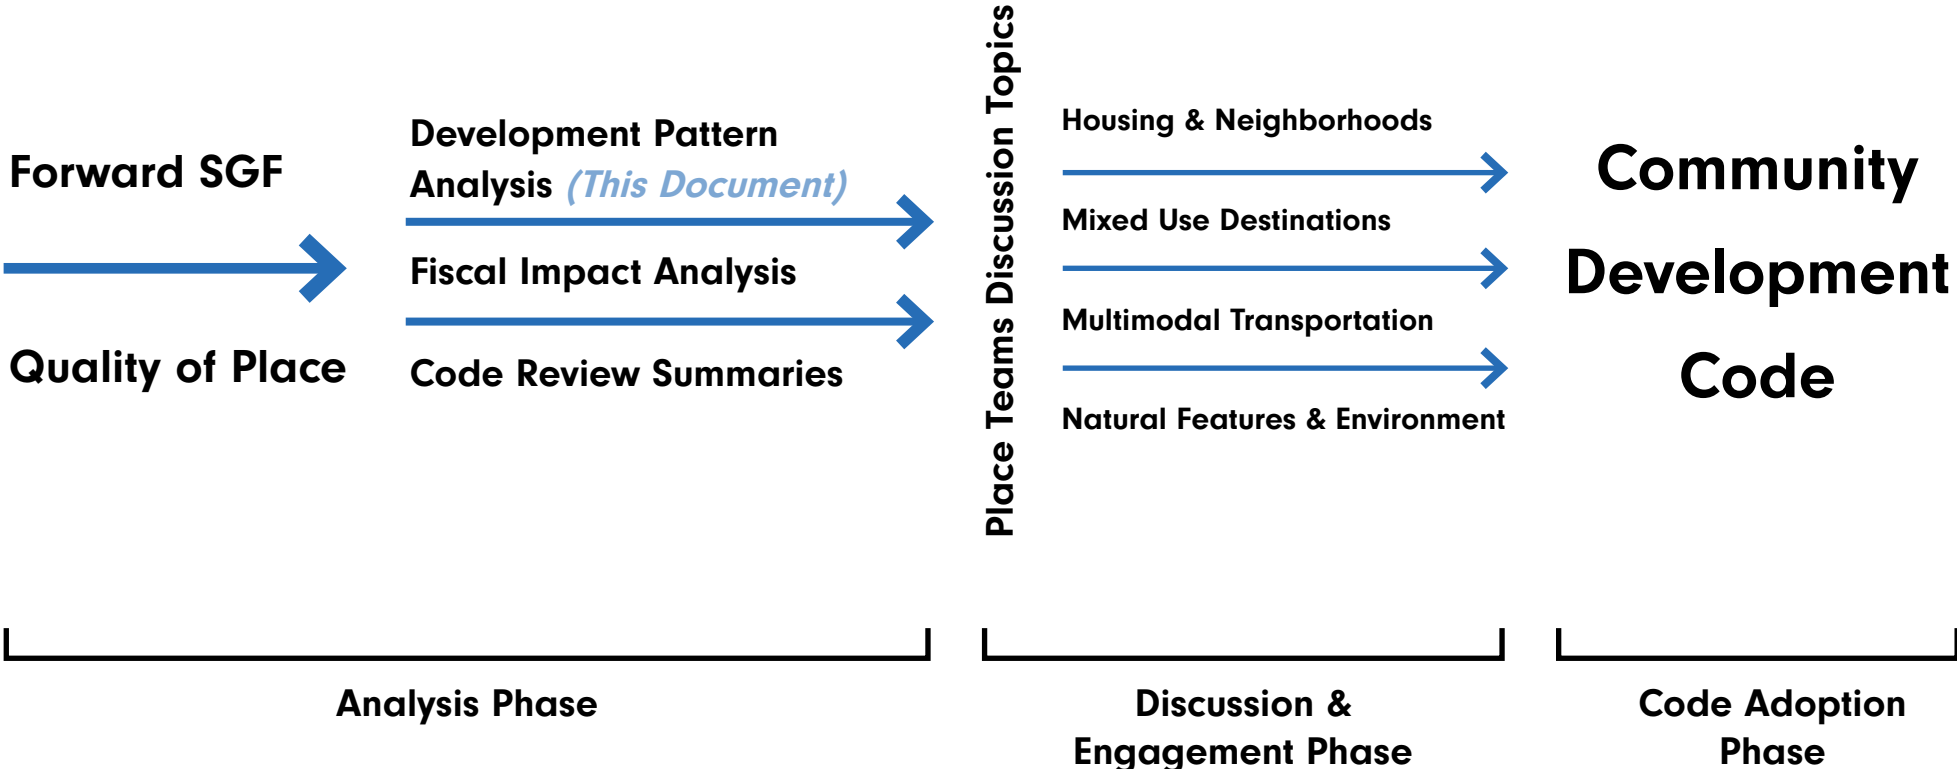 Forward SGF
Quality of Place
Development Pattern
Analysis (This Document)
Fiscal Impact Analysis
Code Review Summaries
Place Teams Discussion Topics
Housing & Neighborhoods
Mixed Use Destinations
Multimodal Transportation
Natural Features & Environment
Community
Development
Code
Analysis Phase
Discussion &
Engagement Phase
Code Adoption
Phase